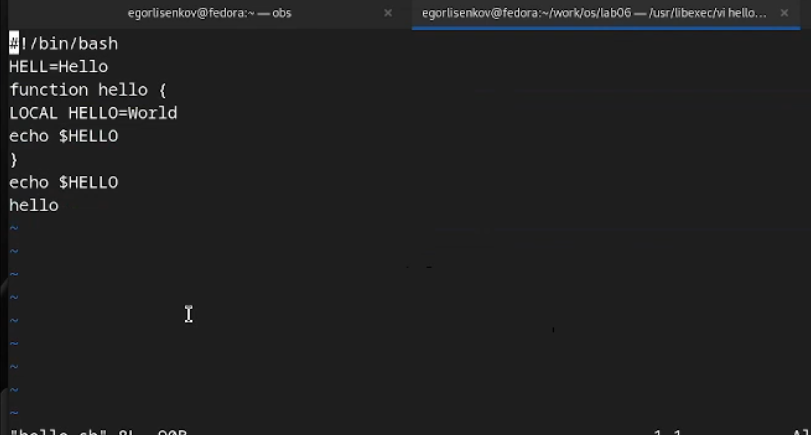 egorlisenkov@fedora:~ — obs
egorlisenkov@fedora:~/work/os/lab06 — /usr/libexec/vi hello...
#!/bin/bash
HELL=Hello
function hello {
LOCAL HELLO=World
echo $HELLO
}
echo $HELLO
hello
~
~
~
~
~
~
~
~
~
"hello.sh" 8L, 90B 1,1